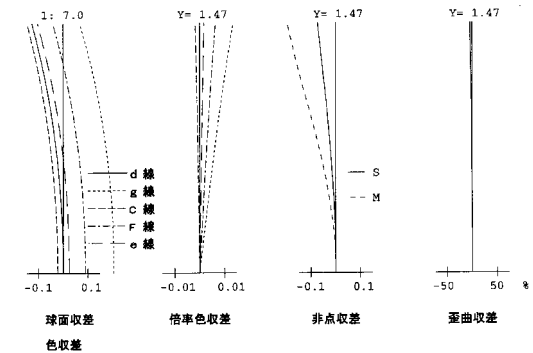 1: 7.0
Y= 1.47
Y= 1.47
Y= 1.47
d 線
g 線
C 線
F 線
e 線
S
M
-0.1 0.1
-0.01 0.01
-0.1 0.1
-50 50 %
球面収差
色収差
倍率色収差
非点収差
歪曲収差